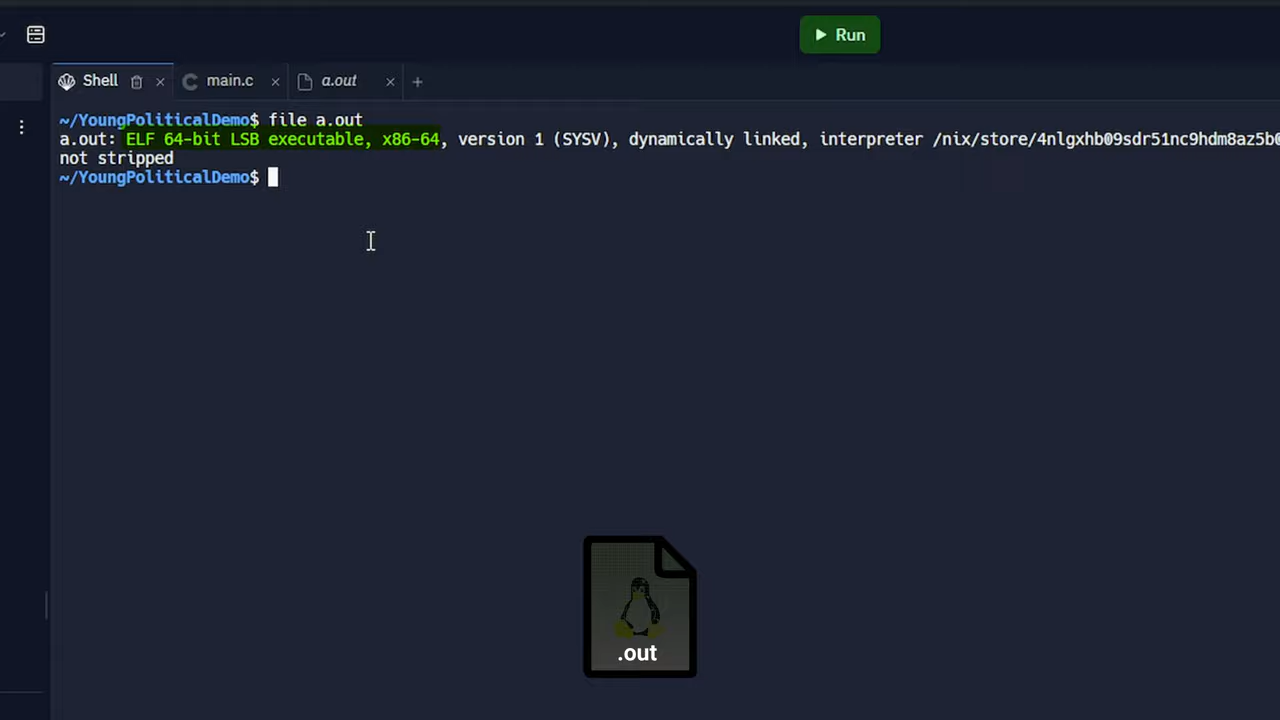 Run
Shell
main.c
a.out
~/YoungPoliticalDemo$ file a.out
a.out: ELF 64-bit LSB executable, x86-64, version 1 (SYSV), dynamically linked, interpreter /nix/store/4nlgxhb09sdr51nc9hdm8az5b
not stripped
~/YoungPoliticalDemo$
.out